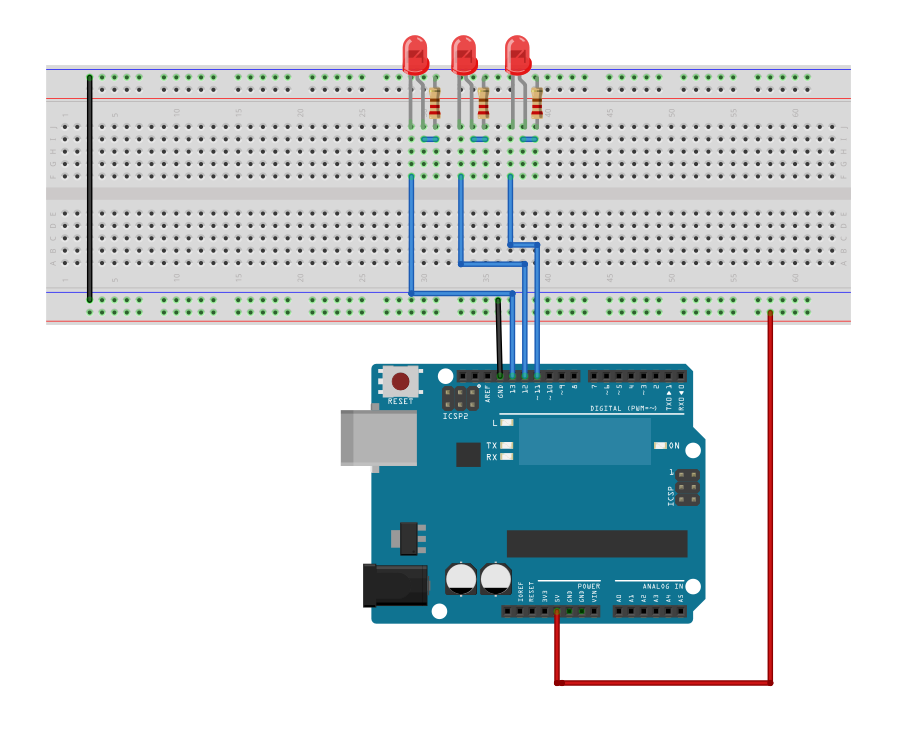 1 5 10 15 20 25 30 35 40 45 50 55 60
J J
I I
H H
G G
F F
E E
D D
C C
B B
A A
1 5 10 15 20 25 30 35 40 45 50 55 60
RESET
ICSP2
AREF
GND
13
12
~11
~10
~9
8
7
~6
~5
4
~3
2
TX0▶1
RX0◀0
DIGITAL (PWM=~)
L
TX
RX
ON
1
ICSP
POWER
ANALOG IN
IOREF
RESET
3V3
5V
GND
GND
VIN
A0
A1
A2
A3
A4
A5